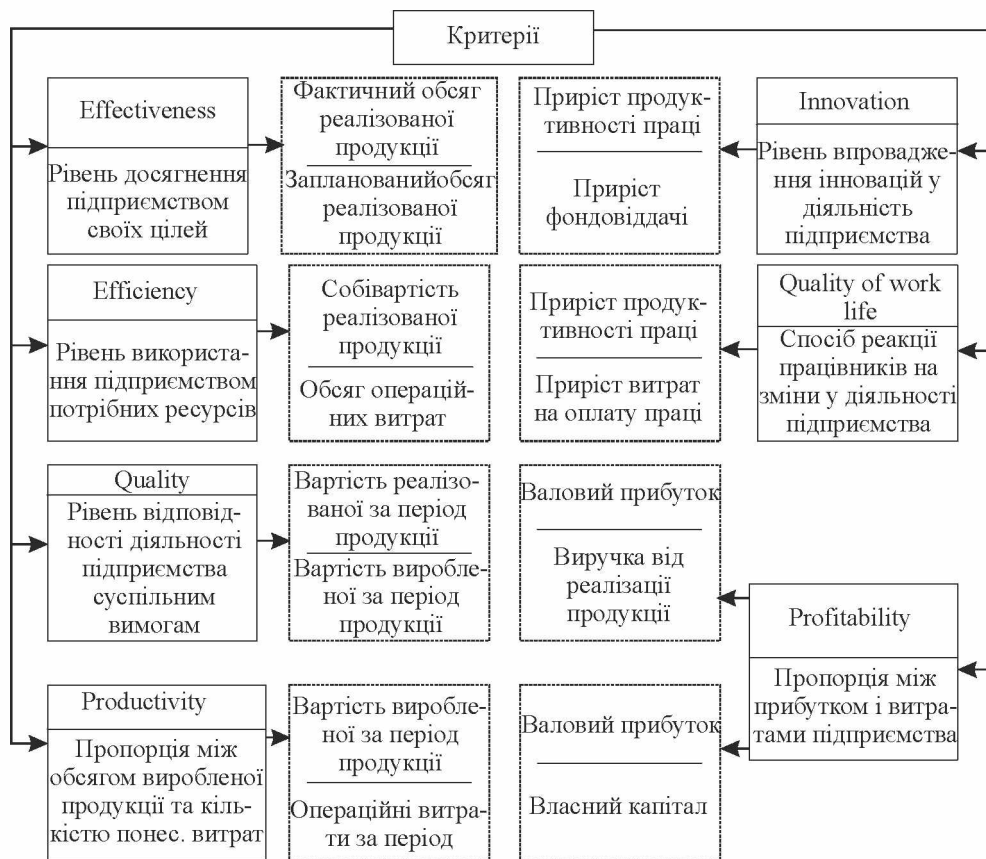 Критерії
Effectiveness
Рівень досягнення
підприємством
своїх цілей
Фактичний обсяг
реалізованої
продукції
Запланованийобсяг
реалізованої
продукції
Приріст продук-
тивності праці
Приріст
фондовіддачі
Innovation
Рівень впроваджe-
ння інновацій у
діяльність
підприємства
Efficiency
Рівень використа-
ння підприємством
потрібних ресурсів
Собівартість
реалізованої
продукції
Обсяг операцій-
них витрат
Приріст продук-
тивності праці
Приріст витрат
на оплату праці
Quality of work
life
Спосіб реакції
працівників на
зміни у діяльності
підприємства
Quality
Рівень відповід-
ності діяльності
підприємства
суспільним
вимогам
Вартість реалізо-
ваної за період
продукції
Вартість виробле-
ної за період
продукції
Валовий прибуток
Виручка від
реалізації
продукції
Profitability
Пропорція між
прибутком і витра-
тами підприємства
Productivity
Пропорція між
обсягом виробленої
продукції та кіль-
кістю понес. витрат
Вартість виробле-
ної за період
продукції
Операційні витра-
ти за період
Валовий прибуток
Власний капітал